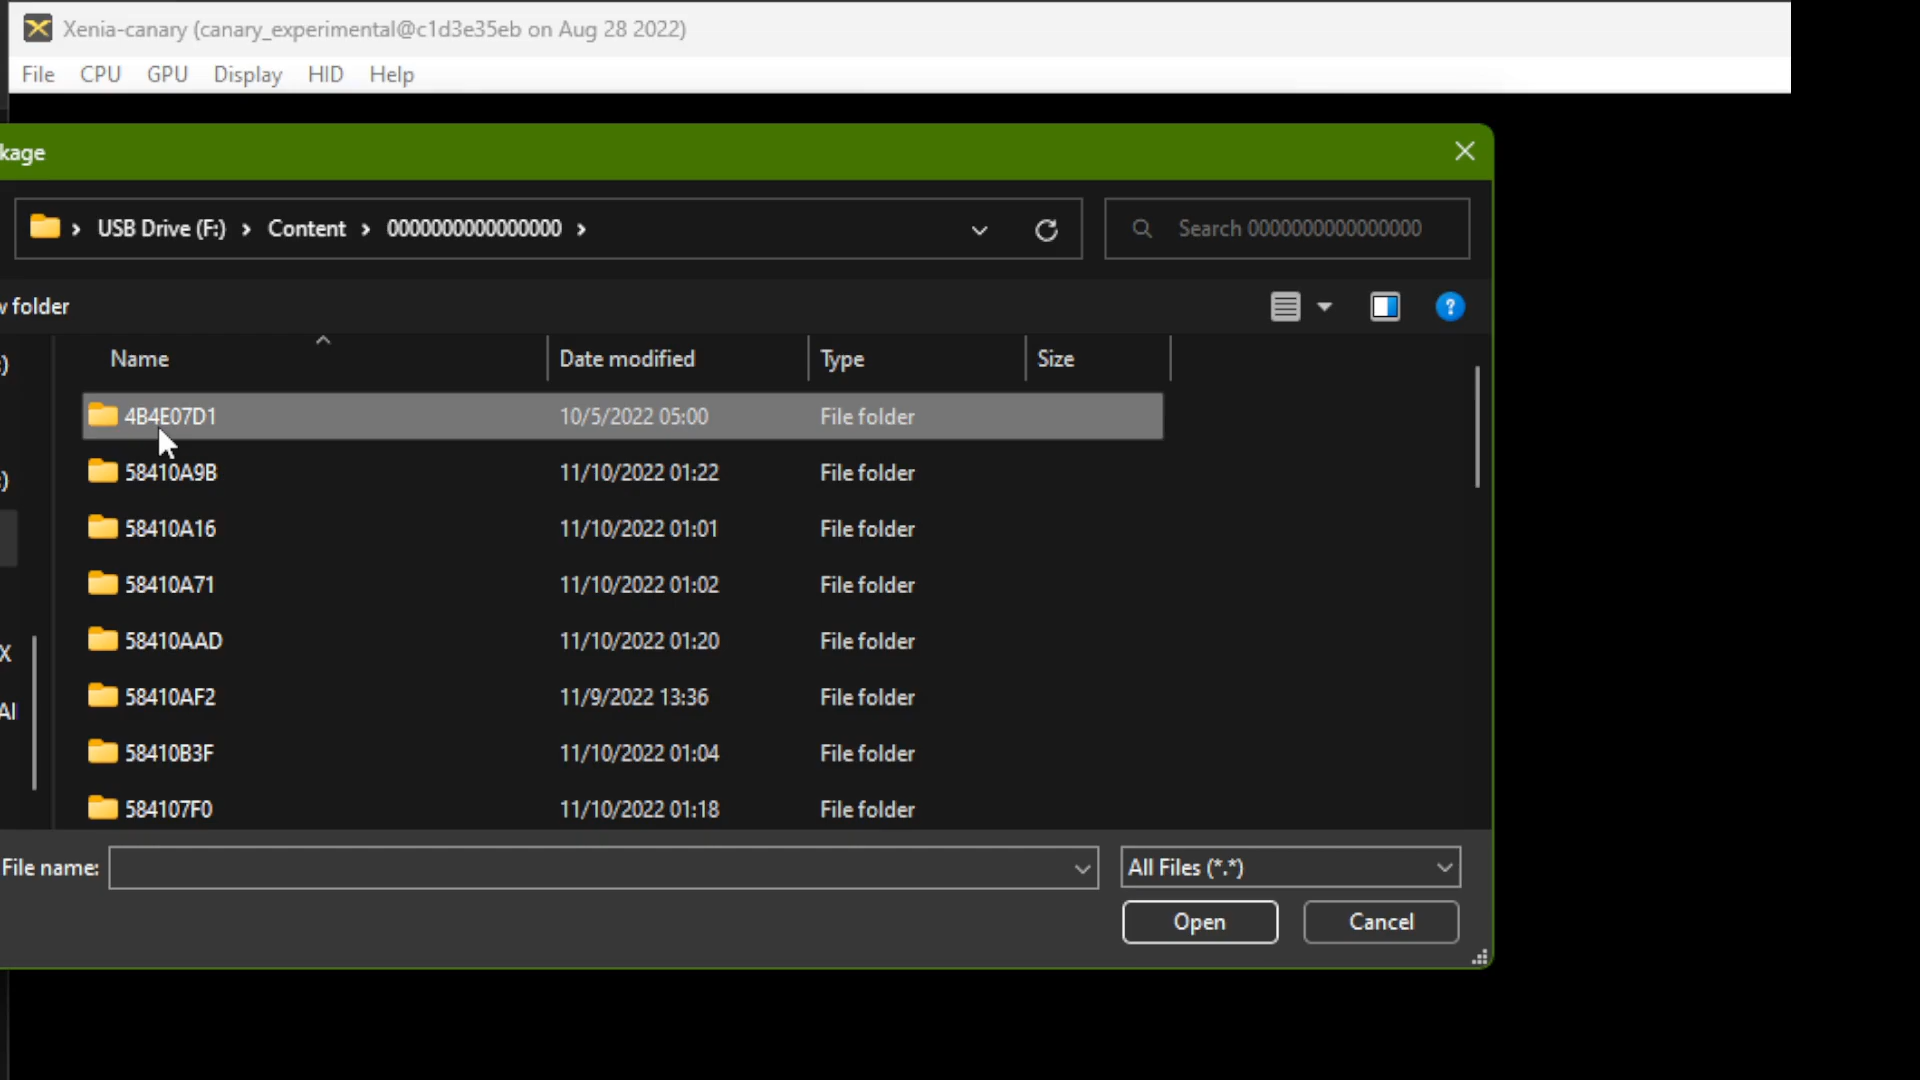 Xenia-canary (canary_experimental@c1d3e35eb on Aug 28 2022)
File CPU GPU Display HID Help
kage
USB Drive (F:) Content 0000000000000000 Search 0000000000000000
w folder
Name Date modified Type Size
4B4E07D1 10/5/2022 05:00 File folder
58410A9B 11/10/2022 01:22 File folder
58410A16 11/10/2022 01:01 File folder
58410A71 11/10/2022 01:02 File folder
58410AAD 11/10/2022 01:20 File folder
58410AF2 11/9/2022 13:36 File folder
58410B3F 11/10/2022 01:04 File folder
584107F0 11/10/2022 01:18 File folder
File name: All Files (*.*)
Open Cancel